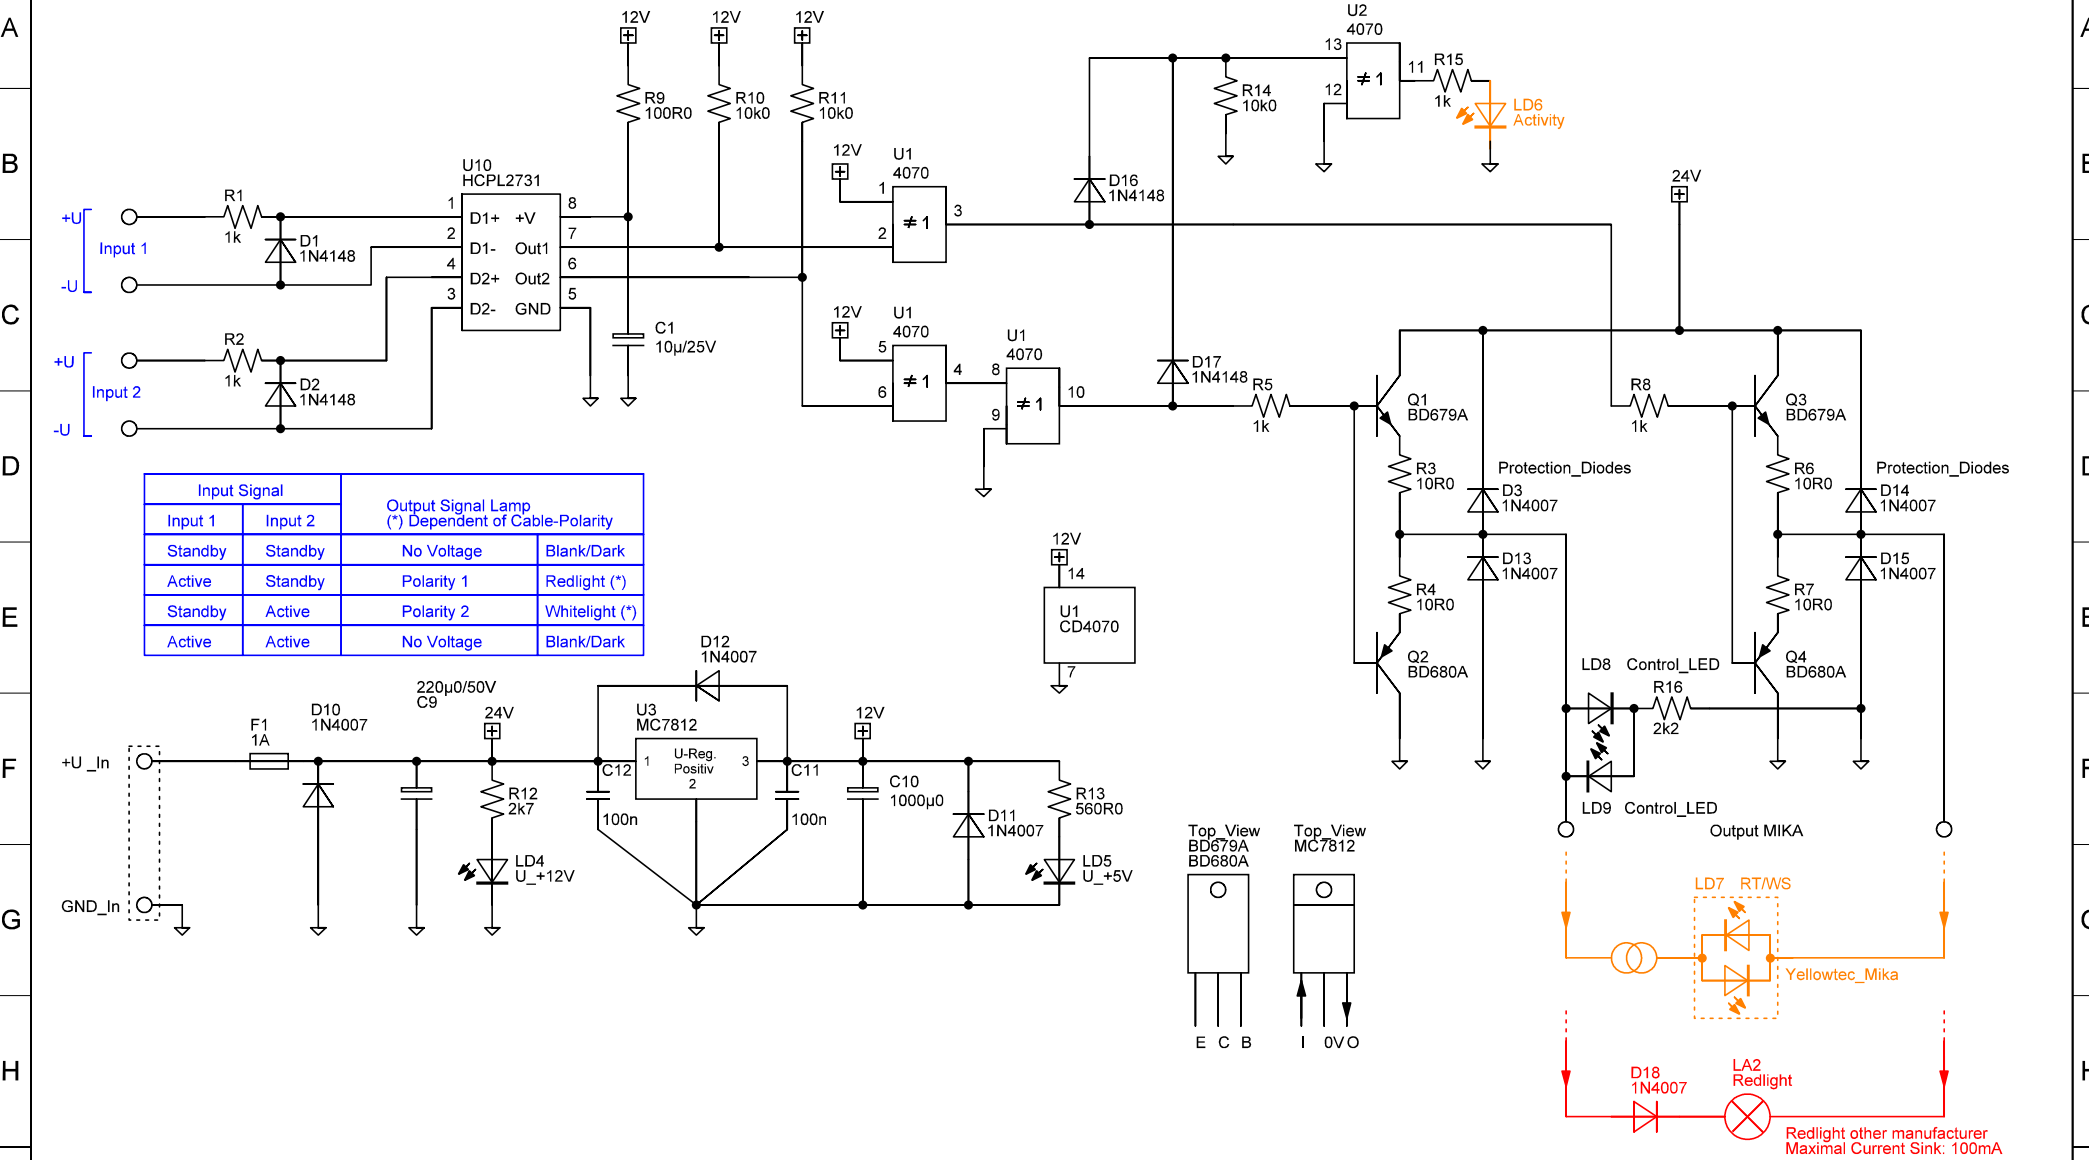 A
B
C
D
E
F
G
H
12V
12V
12V
R9
100R0
R10
10k0
R11
10k0
U2
4070
13
12
11
≠1
R15
1k
LD6
Activity
R14
10k0
U10
HCPL2731
1
2
4
3
D1+
D1-
D2+
D2-
+V
Out1
Out2
GND
8
7
6
5
+U
-U
Input 1
R1
1k
D1
1N4148
+U
-U
Input 2
R2
1k
D2
1N4148
C1
10µ/25V
12V
U1
4070
1
2
3
≠1
D16
1N4148
12V
U1
4070
5
6
4
≠1
U1
4070
8
9
10
≠1
D17
1N4148
R5
1k
24V
Q1
BD679A
R3
10R0
D3
1N4007
Protection_Diodes
R4
10R0
D13
1N4007
Q2
BD680A
R8
1k
Q3
BD679A
R6
10R0
D14
1N4007
Protection_Diodes
R7
10R0
D15
1N4007
Q4
BD680A
Input Signal
Output Signal Lamp
(*) Dependent of Cable-Polarity
Input 1 Input 2
Standby Standby No Voltage Blank/Dark
Active Standby Polarity 1 Redlight (*)
Standby Active Polarity 2 Whitelight (*)
Active Active No Voltage Blank/Dark
12V
14
U1
CD4070
7
LD8 Control_LED
R16
2k2
LD9 Control_LED
Output MIKA
+U_In
GND_In
F1
1A
D10
1N4007
220µ0/50V
C9
24V
R12
2k7
LD4
U_+12V
D12
1N4007
U3
MC7812
U-Reg.
Positiv
1
2
3
C12
100n
C11
100n
12V
C10
1000µ0
D11
1N4007
R13
560R0
LD5
U_+5V
Top_View
BD679A
BD680A
E C B
Top_View
MC7812
I 0V O
LD7 RT/WS
Yellowtec_Mika
D18
1N4007
LA2
Redlight
Redlight other manufacturer
Maximal Current Sink: 100mA